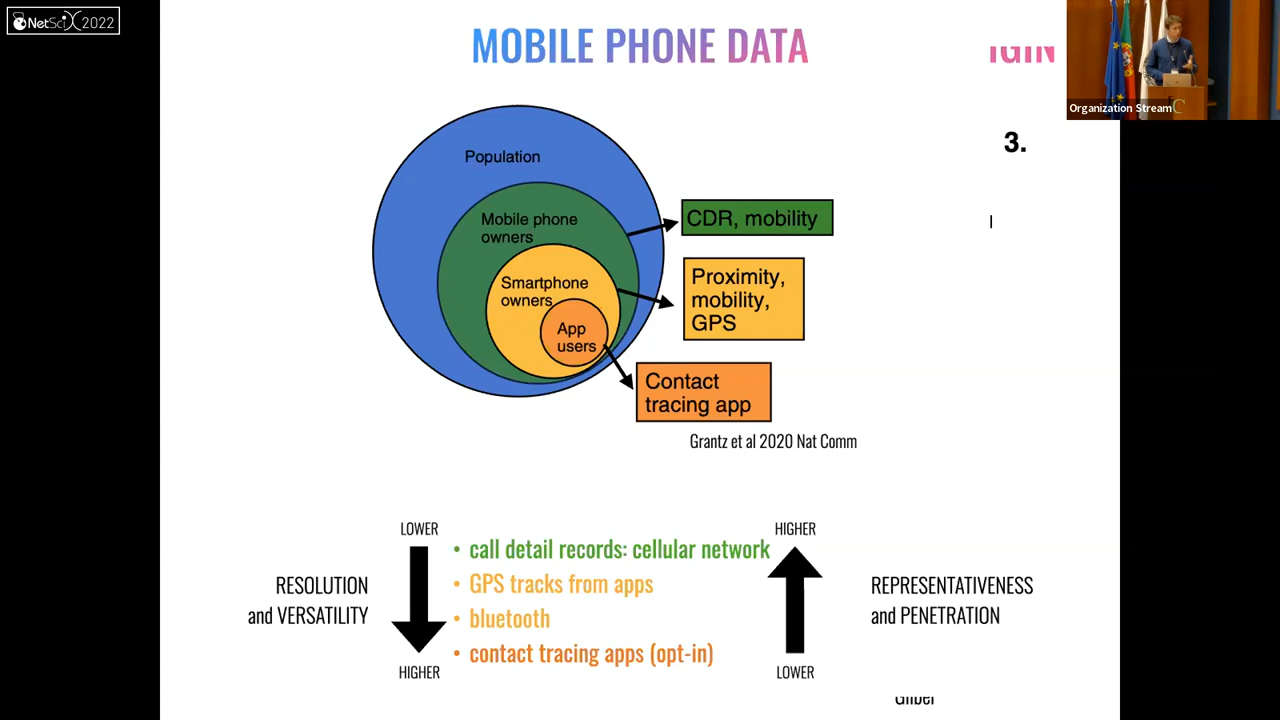 NetSciX 2022
MOBILE PHONE DATA
Organization Stream
3.
Population
Mobile phone
owners
Smartphone
owners
App
users
CDR, mobility
Proximity,
mobility,
GPS
Contact
tracing app
Grantz et al 2020 Nat Comm
LOWER
HIGHER
RESOLUTION
and VERSATILITY
• call detail records: cellular network
• GPS tracks from apps
• bluetooth
• contact tracing apps (opt-in)
REPRESENTATIVENESS
and PENETRATION
HIGHER
LOWER